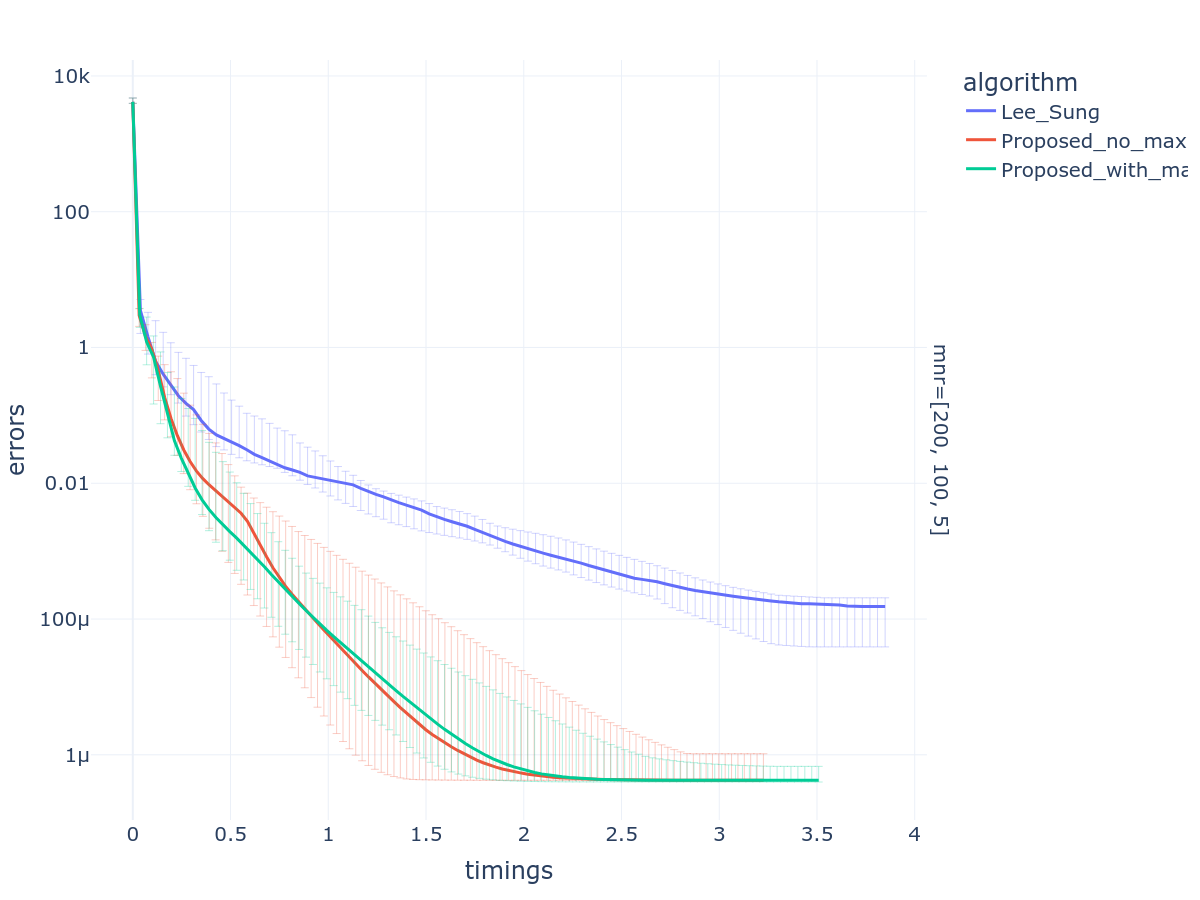 algorithm
Lee_Sung
Proposed_no_max
Proposed_with_ma
10k
100
1
0.01
100μ
1μ
errors
mnr=[200, 100, 5]
0
0.5
1
1.5
2
2.5
3
3.5
4
timings